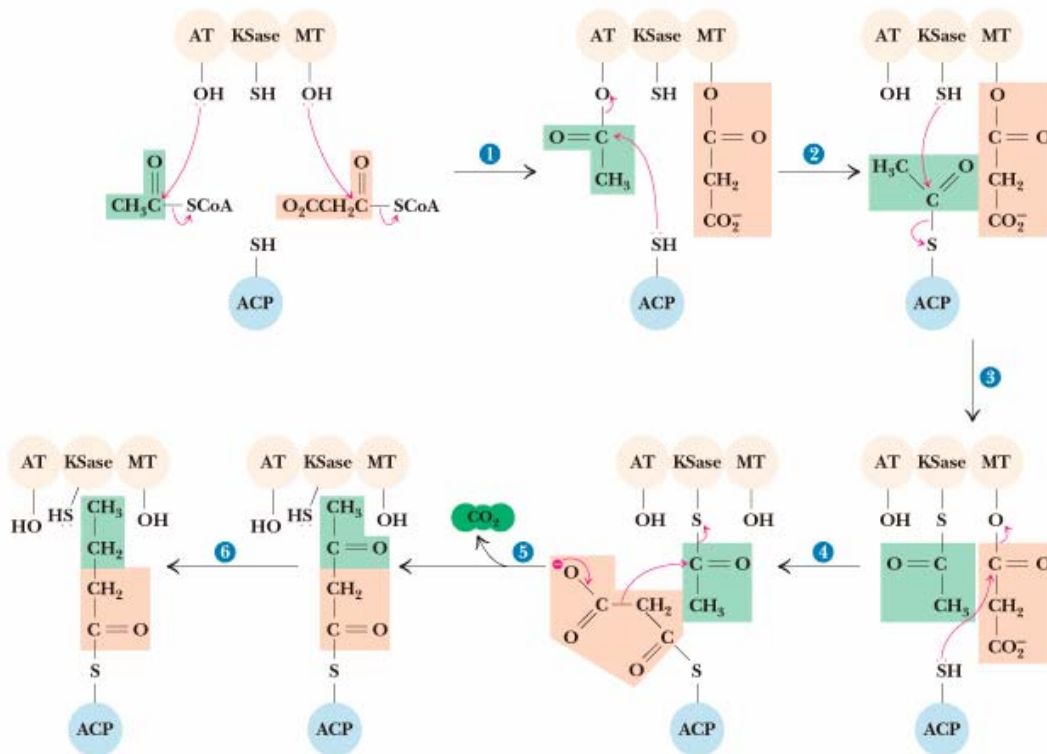 AT KSase MT
OH SH OH
O
CH₃C SCoA
O
O₂CCH₂C SCoA
SH
ACP
1
AT KSase MT
O SH O
O C C O
CH₃ CH₂
CO₂⁻
SH
ACP
2
AT KSase MT
OH SH O
H₃C O C O
C CH₂
CO₂⁻
S
ACP
3
AT KSase MT
OH S O
O C C O
CH₃ CH₂
CO₂⁻
SH
ACP
4
AT KSase MT
OH S OH
C O
CH₃
O
C CH₂
O C
O S
ACP
5
CO₂
AT KSase MT
HO HS OH
CH₃
C O
CH₂
C O
S
ACP
6
AT KSase MT
HO HS OH
CH₃
CH₂
CH₂
C O
S
ACP